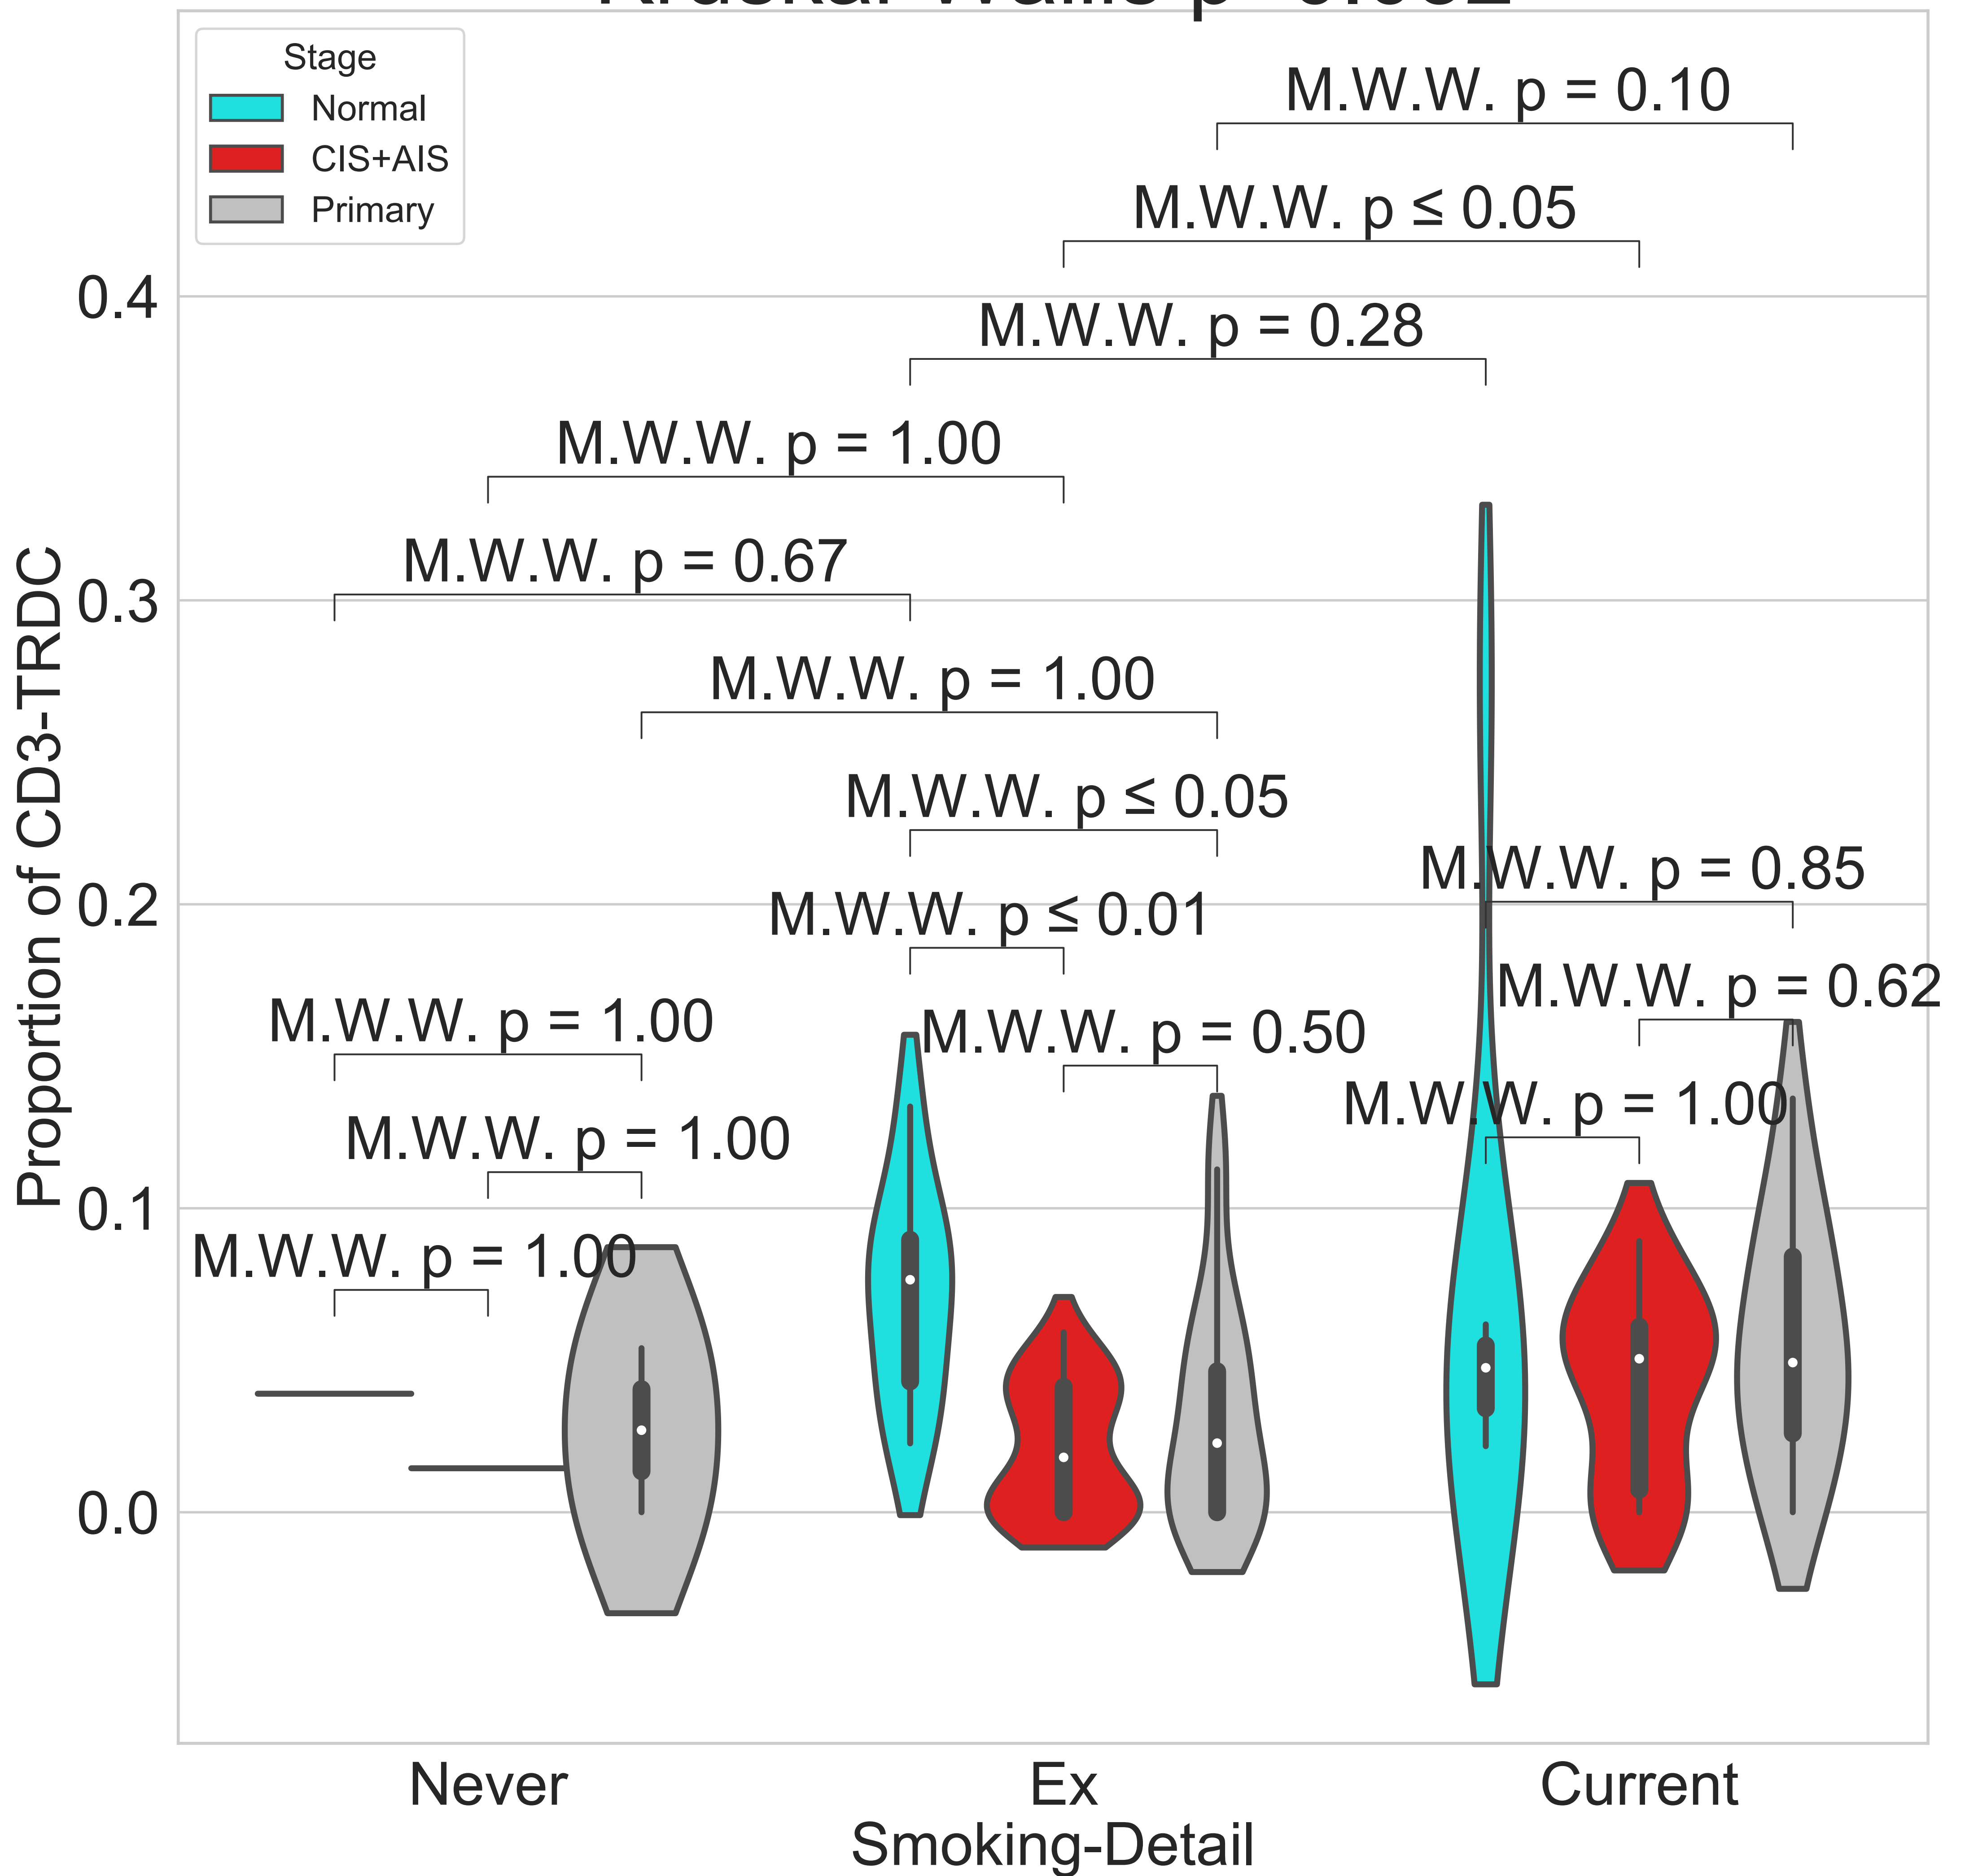 Stage
Normal
CIS+AIS
Primary
M.W.W. p = 0.10
M.W.W. p ≤ 0.05
M.W.W. p = 0.28
M.W.W. p = 1.00
M.W.W. p = 0.67
M.W.W. p = 1.00
M.W.W. p ≤ 0.05
M.W.W. p = 0.85
M.W.W. p ≤ 0.01
M.W.W. p = 0.62
M.W.W. p = 1.00
M.W.W. p = 0.50
M.W.W. p = 1.00
M.W.W. p = 1.00
M.W.W. p = 1.00
Proportion of CD3-TRDC
0.4
0.3
0.2
0.1
0.0
Never
Ex
Current
Smoking-Detail